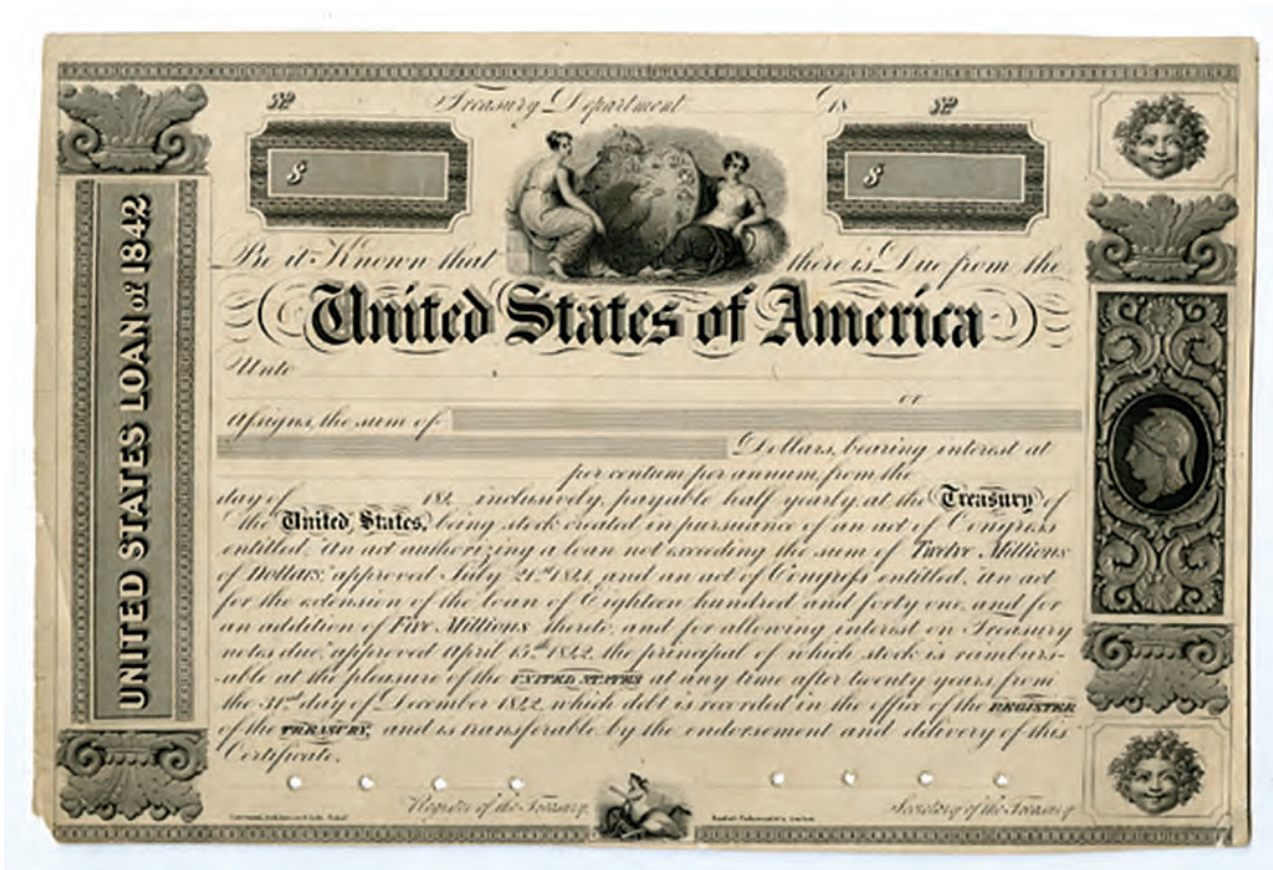 Treasury Department 18
$ $
Be it Known that there is Due from the
United States of America
Unto
or
assigns, the sum of
Dollars, bearing interest at
per centum per annum, from the
day of 184 inclusively, payable half yearly, at the Treasury of
the United States, being stock created in pursuance of an act of Congress
entitled, "An act authorizing a loan not exceeding the sum of Twelve Millions
of Dollars," approved July 21st 1841, and an act of Congress entitled, "An act
for the extension of the loan of Eighteen hundred and forty one, and for
an addition of Five Millions thereto, and for allowing interest on Treasury
notes due," approved April 15th 1842, the principal of which stock is reimburs-
-able at the pleasure of the UNITED STATES at any time after twenty years from
the 31st day of December 1842, which debt is recorded in the office of the REGISTER
of the TREASURY, and is transferable by the endorsement and delivery of this
Certificate.
Register of the Treasury. Secretary of the Treasury.
UNITED STATES LOAN of 1842